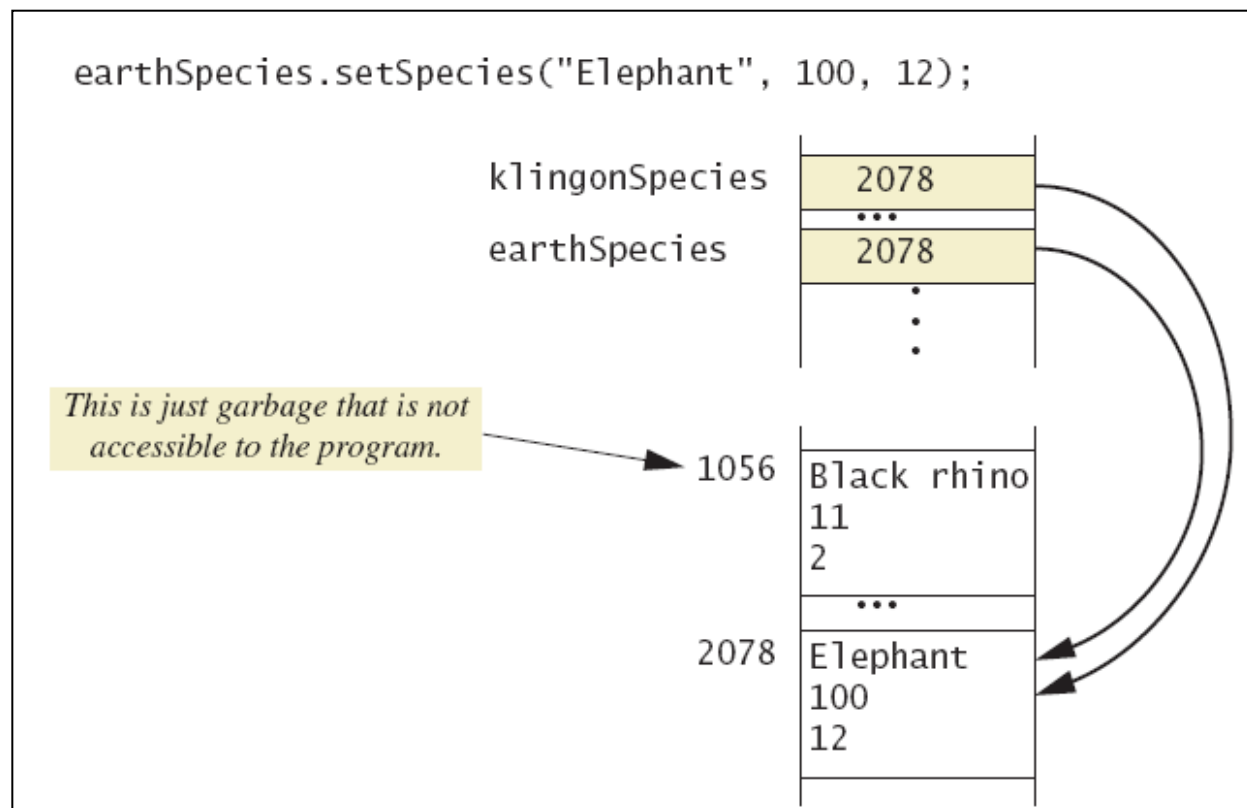 earthSpecies.setSpecies("Elephant", 100, 12);
klingonSpecies 2078
•••
earthSpecies 2078
This is just garbage that is not
accessible to the program.
1056 Black rhino
11
2
•••
2078 Elephant
100
12